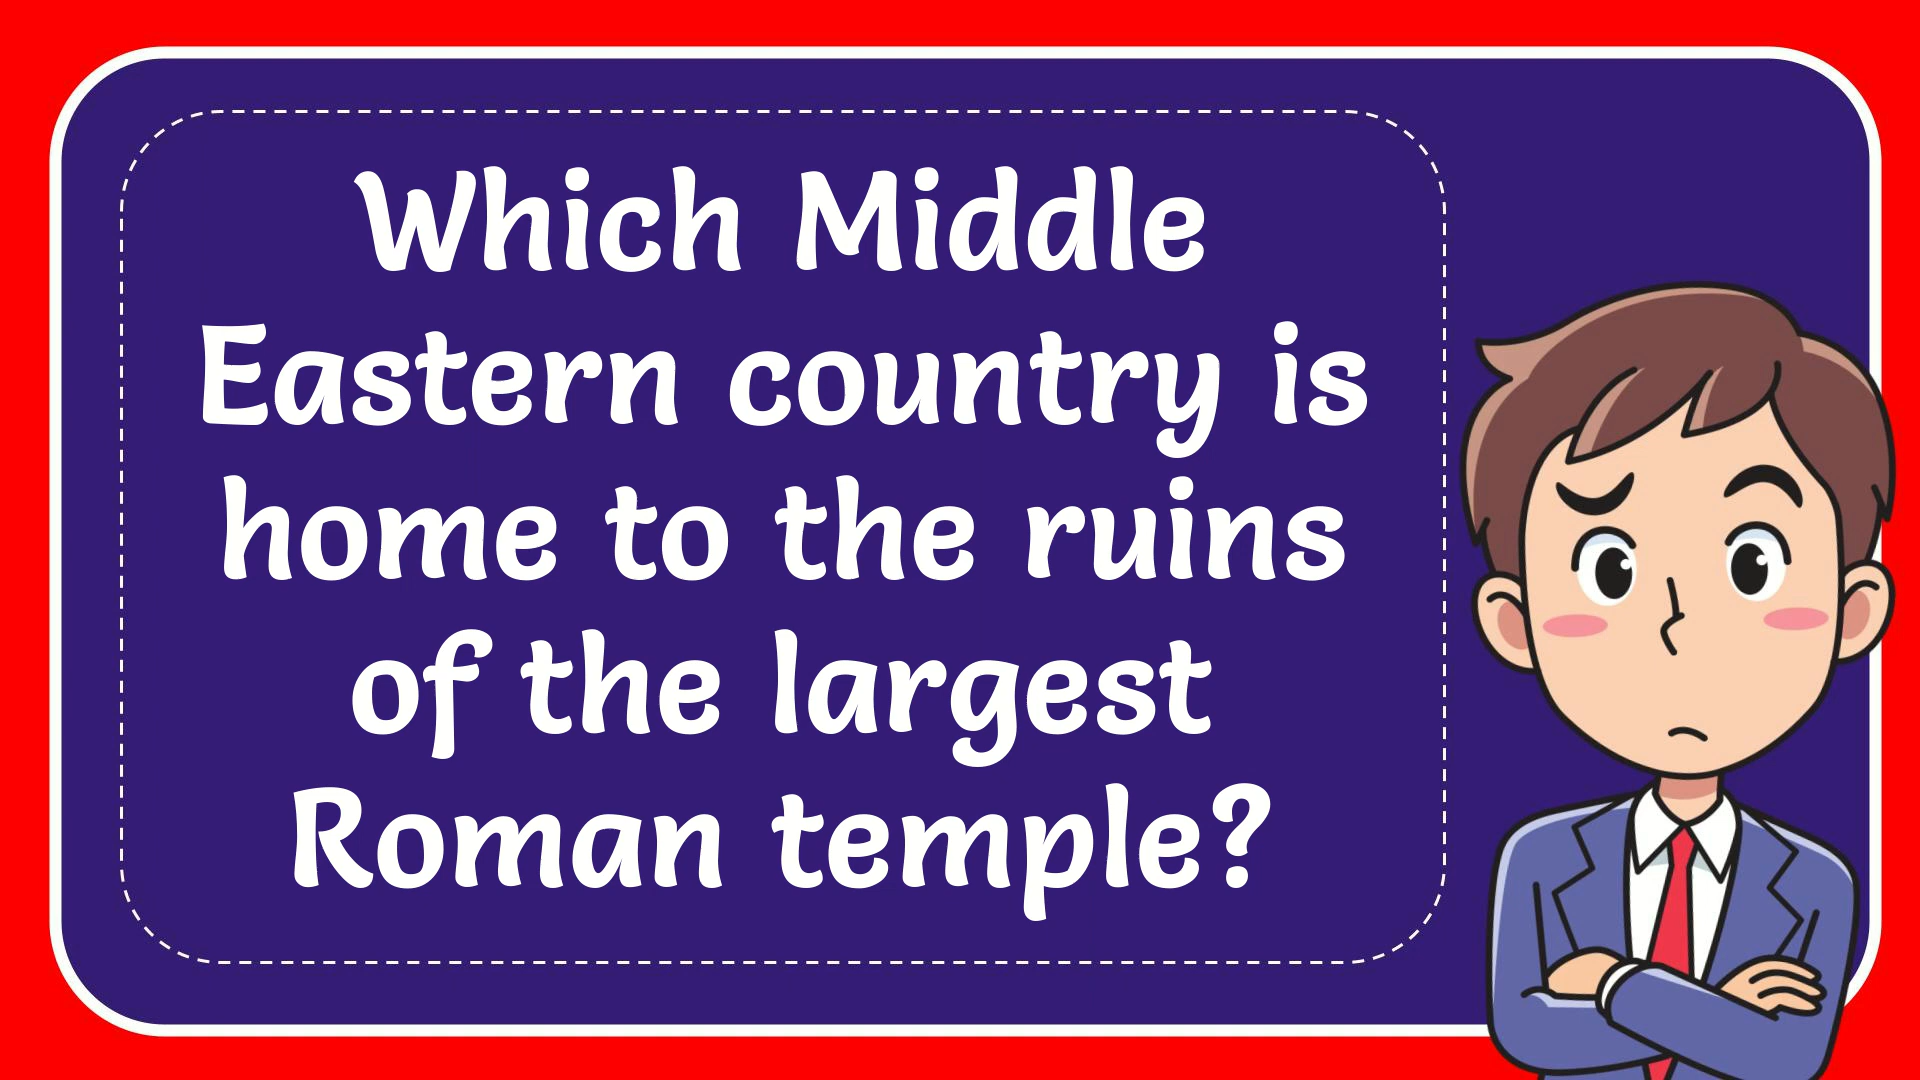 Which Middle
Eastern country is
home to the ruins
of the largest
Roman temple?